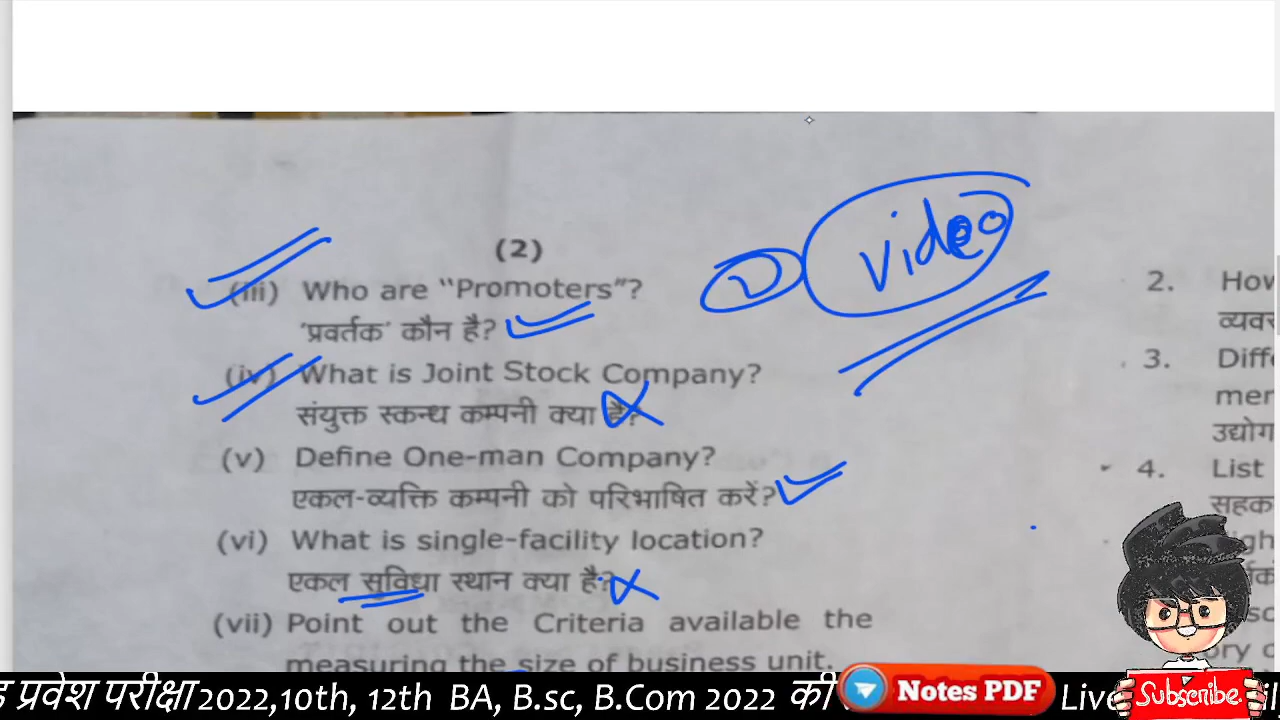 (2)
(iii) Who are "Promoters"?
'प्रवर्तक' कौन है?
(iv) What is Joint Stock Company?
संयुक्त स्कन्ध कम्पनी क्या है?
(v) Define One-man Company?
एकल-व्यक्ति कम्पनी को परिभाषित करें?
(vi) What is single-facility location?
एकल सुविधा स्थान क्या है?
(vii) Point out the Criteria available the
measuring the size of business unit.
video
2. How
3. Diff
4. List
प्रवेश परीक्षा 2022,10th, 12th BA, B.sc, B.Com 2022 की
Notes PDF
Live
Subscribe